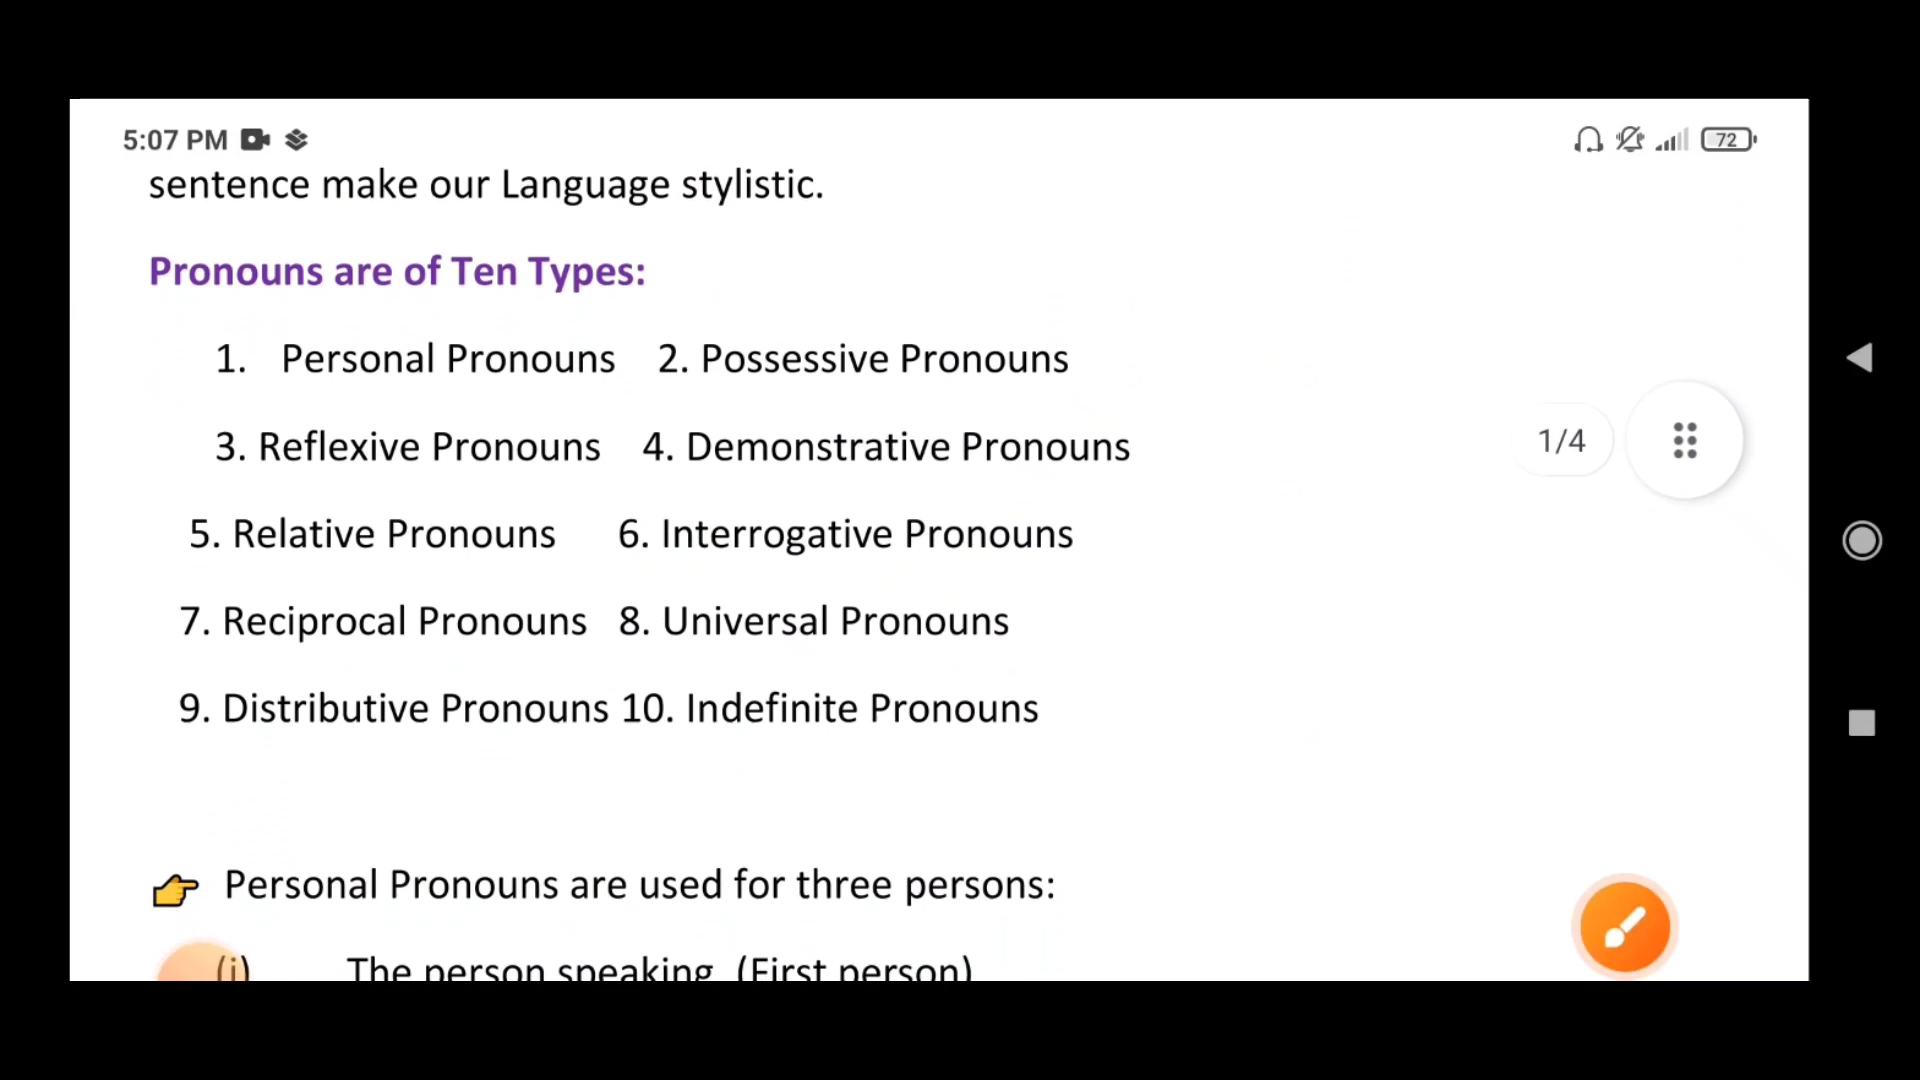 5:07 PM 72
sentence make our Language stylistic.
Pronouns are of Ten Types:
1. Personal Pronouns 2. Possessive Pronouns
3. Reflexive Pronouns 4. Demonstrative Pronouns
1/4
5. Relative Pronouns 6. Interrogative Pronouns
7. Reciprocal Pronouns 8. Universal Pronouns
9. Distributive Pronouns 10. Indefinite Pronouns
Personal Pronouns are used for three persons:
(i) The person speaking (First person)